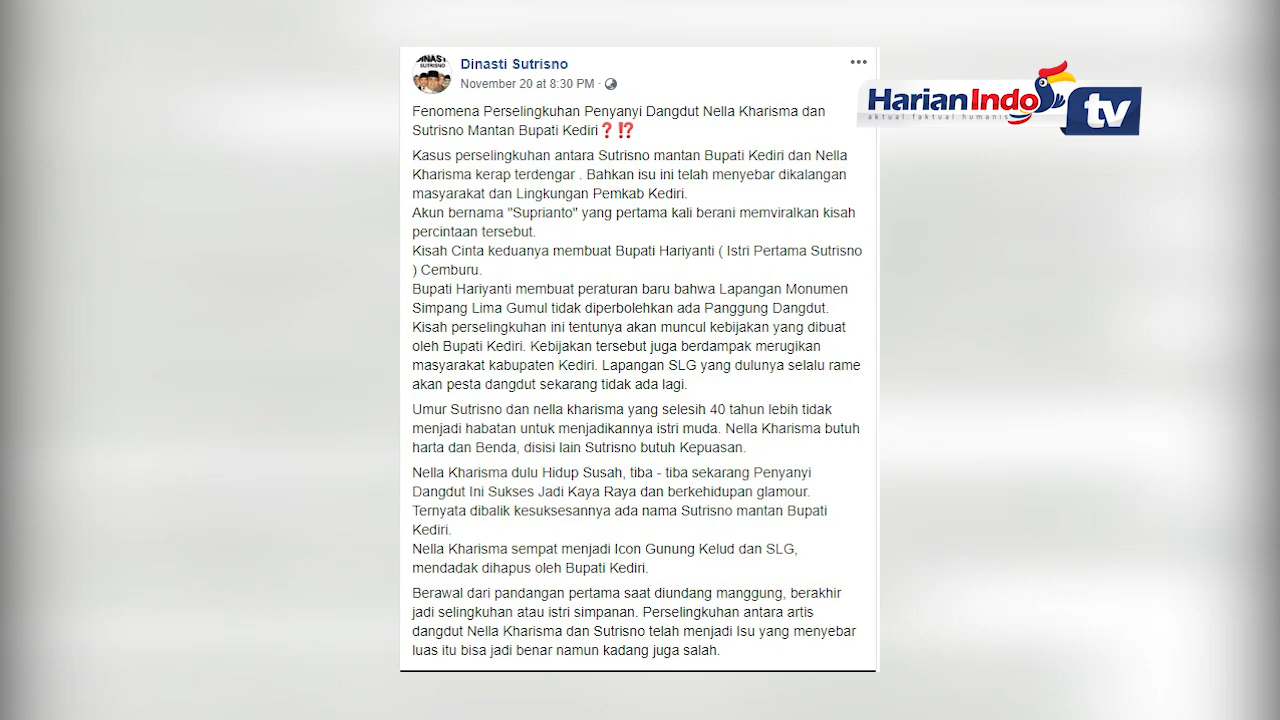 NAST
SUTRISNO
Dinasti Sutrisno
November 20 at 8:30 PM ·
HarianIndo
aktual.faktual.humanis
tv
Fenomena Perselingkuhan Penyanyi Dangdut Nella Kharisma dan
Sutrisno Mantan Bupati Kediri❓⁉️
Kasus perselingkuhan antara Sutrisno mantan Bupati Kediri dan Nella
Kharisma kerap terdengar . Bahkan isu ini telah menyebar dikalangan
masyarakat dan Lingkungan Pemkab Kediri.
Akun bernama "Suprianto" yang pertama kali berani memviralkan kisah
percintaan tersebut.
Kisah Cinta keduanya membuat Bupati Hariyanti ( Istri Pertama Sutrisno
) Cemburu.
Bupati Hariyanti membuat peraturan baru bahwa Lapangan Monumen
Simpang Lima Gumul tidak diperbolehkan ada Panggung Dangdut.
Kisah perselingkuhan ini tentunya akan muncul kebijakan yang dibuat
oleh Bupati Kediri. Kebijakan tersebut juga berdampak merugikan
masyarakat kabupaten Kediri. Lapangan SLG yang dulunya selalu rame
akan pesta dangdut sekarang tidak ada lagi.
Umur Sutrisno dan nella kharisma yang selesih 40 tahun lebih tidak
menjadi habatan untuk menjadikannya istri muda. Nella Kharisma butuh
harta dan Benda, disisi lain Sutrisno butuh Kepuasan.
Nella Kharisma dulu Hidup Susah, tiba - tiba sekarang Penyanyi
Dangdut Ini Sukses Jadi Kaya Raya dan berkehidupan glamour.
Ternyata dibalik kesuksesannya ada nama Sutrisno mantan Bupati
Kediri.
Nella Kharisma sempat menjadi Icon Gunung Kelud dan SLG,
mendadak dihapus oleh Bupati Kediri.
Berawal dari pandangan pertama saat diundang manggung, berakhir
jadi selingkuhan atau istri simpanan. Perselingkuhan antara artis
dangdut Nella Kharisma dan Sutrisno telah menjadi Isu yang menyebar
luas itu bisa jadi benar namun kadang juga salah.